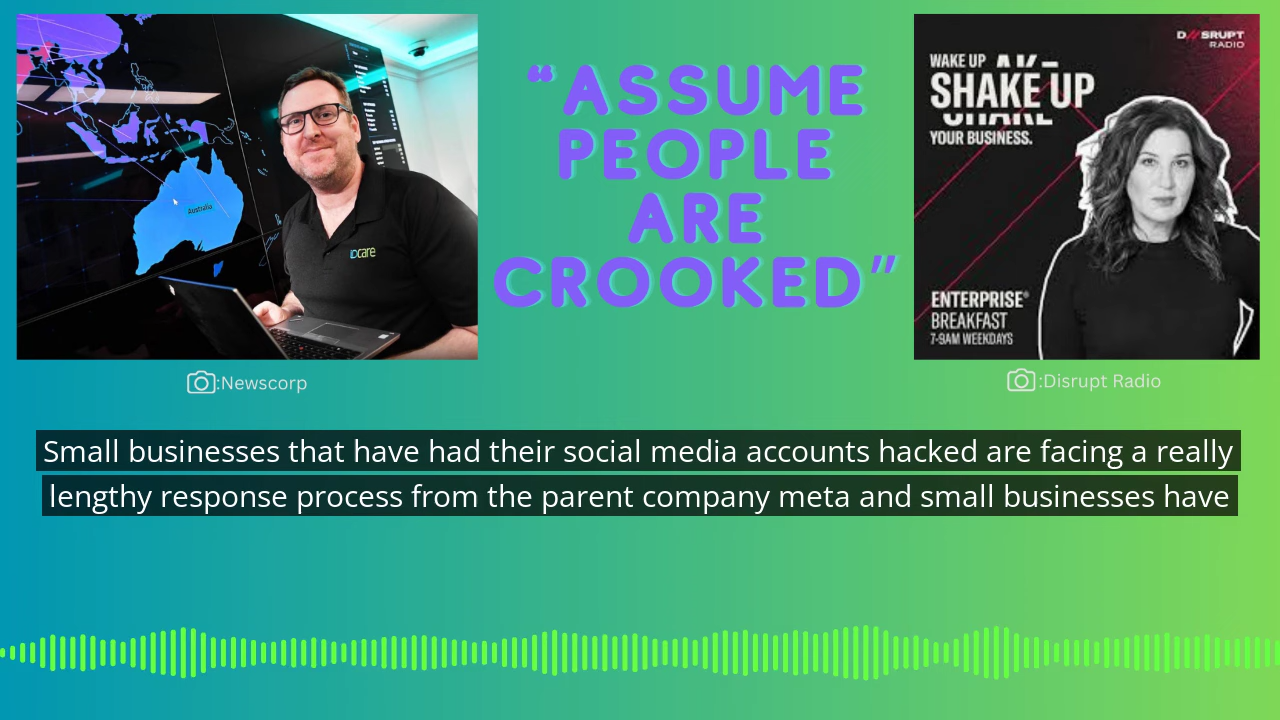 Australia
IDCARE
:Newscorp
“ASSUME
PEOPLE
ARE
CROOKED”
D//SRUPT
RADIO
WAKE UP
SHAKE UP
YOUR BUSINESS.
ENTERPRISE®
BREAKFAST
7-9AM WEEKDAYS
:Disrupt Radio
Small businesses that have had their social media accounts hacked are facing a really
lengthy response process from the parent company meta and small businesses have